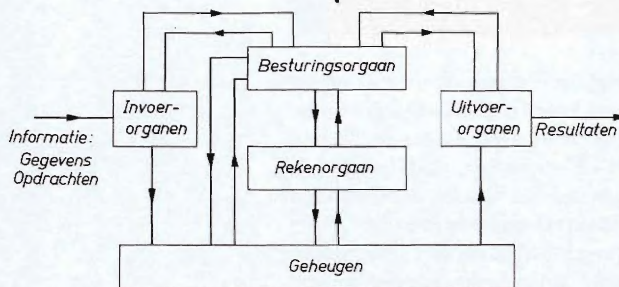 Besturingsorgaan
Invoer-
organen
Uitvoer-
organen
Informatie:
Gegevens
Opdrachten
Resultaten
Rekenorgaan
Geheugen